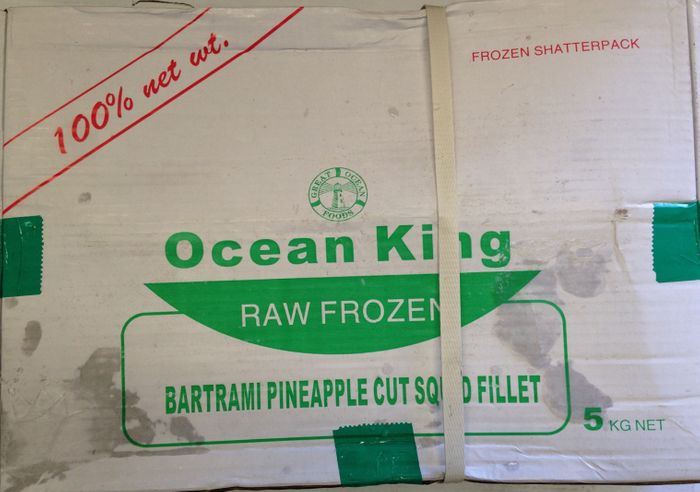 100% net wt.
FROZEN SHATTERPACK
GREAT OCEAN
FOODS
Ocean King
RAW FROZEN
BARTRAMI PINEAPPLE CUT SQUID FILLET
5 KG NET